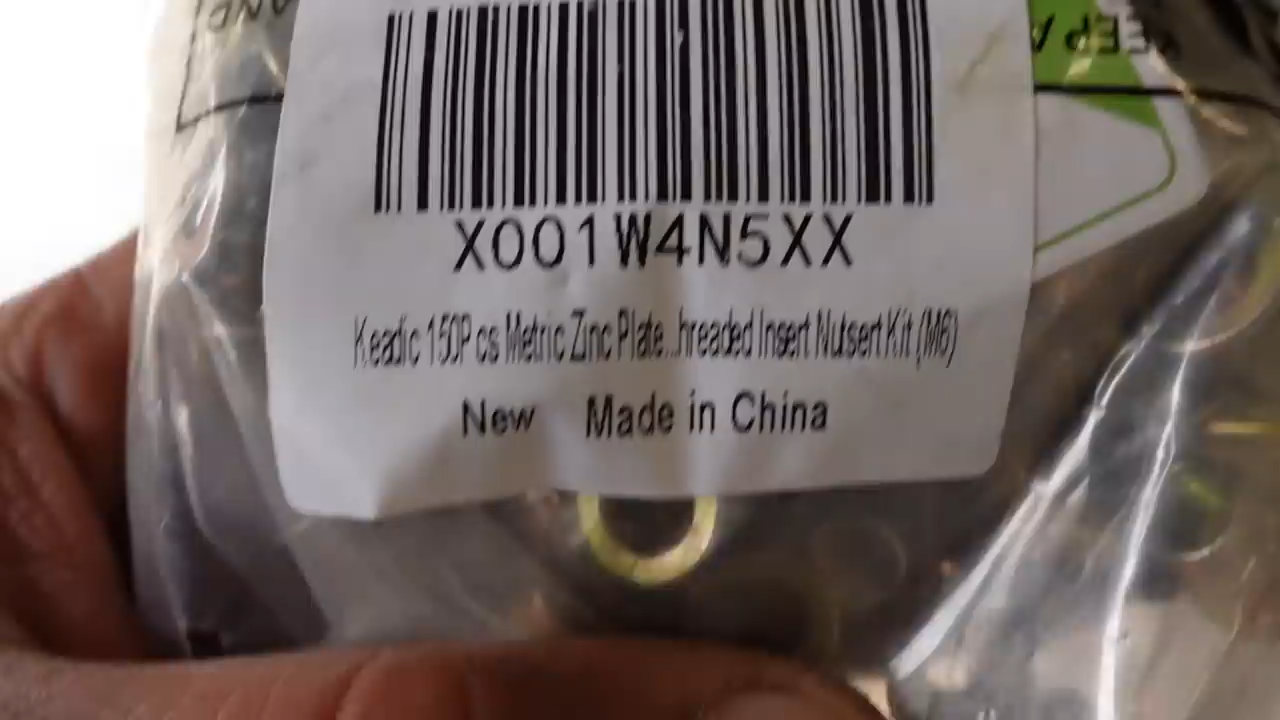 X001W4N5XX
Keadic 150Pcs Metric Zinc Plate...hreaded Insert Nutsert Kit (M6)
New Made in China